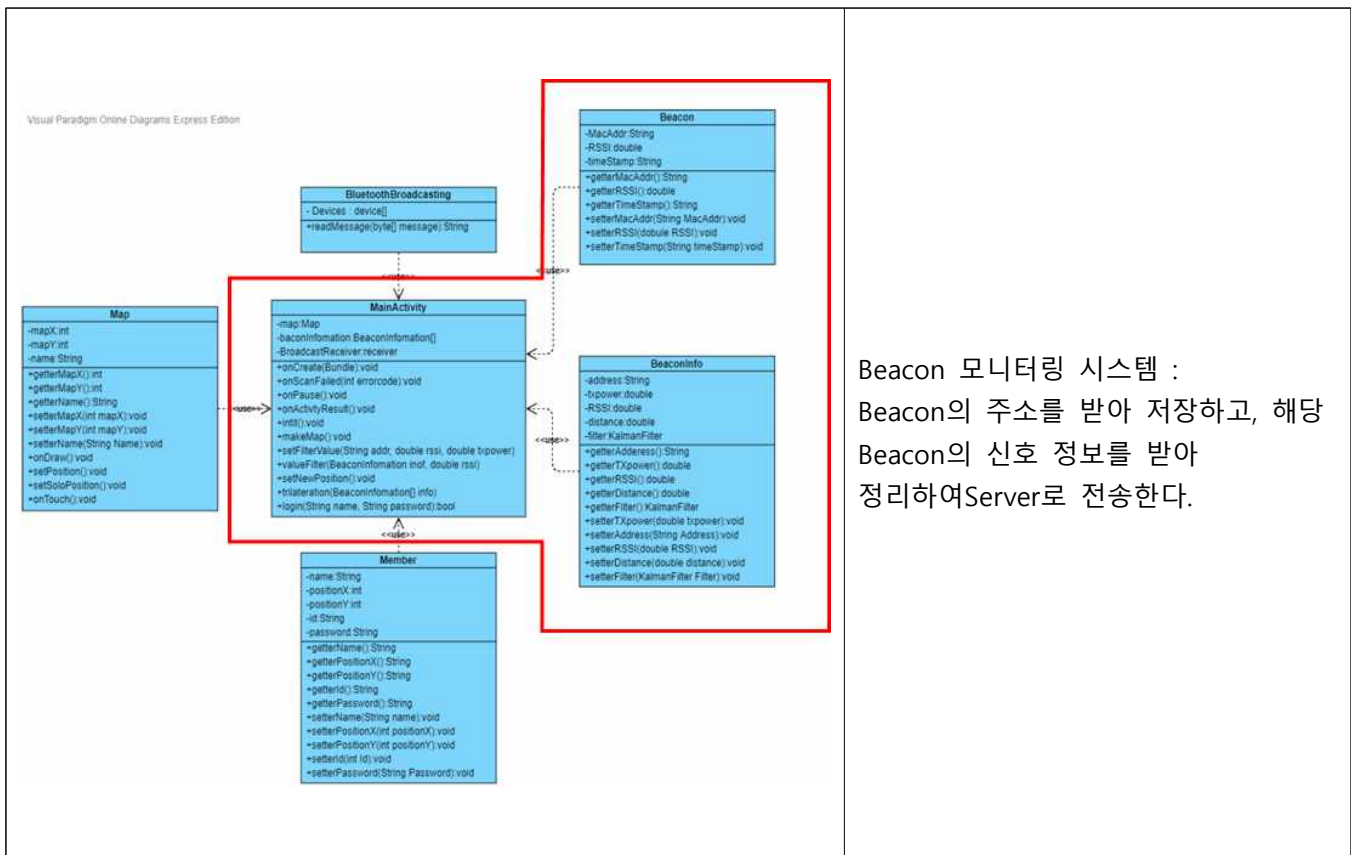 Visual Paradigm Online Diagrams Express Edition
Beacon
-MacAddr:String
-RSSI:double
-timeStamp:String
+getterMacAddr():String
+getterRSSI():double
+getterTimeStamp():String
+setterMacAddr(String MacAddr):void
+setterRSSI(dobule RSSI):void
+setterTimeStamp(String timeStamp):void
BluetoothBroadcasting
- Devices : device[]
+readMessage(byte[] message):String
<<use>>
<<use>>
Map
-mapX:int
-mapY:int
-name:String
+getterMapX():int
+getterMapY():int
+getterName():String
+setterMapX(int mapX):void
+setterMapY(int mapY):void
+setterName(String Name):void
+onDraw():void
+setPosition():void
+setSoloPosition():void
+onTouch():void
<<use>>
MainActivity
-map:Map
-baconInfomation:BeaconInfomation[]
-BroadcastReceiver:receiver
+onCreate(Bundle):void
+onScanFailed(int errorcode):void
+onPause():void
+onActivtyResult():void
+intit():void
+makeMap():void
+setFilterValue(String addr, double rssi, double txpower)
+valueFilter(BeaconInfomation inof, double rssi)
+setNewPosition():void
+trilateration(BeaconInfomation[] info)
+login(String name, String password):bool
<<use>>
BeaconInfo
-address:String
-txpower:double
-RSSI:double
-distance:double
-filter:KalmanFilter
+getterAdderess():String
+getterTXpower():double
+getterRSSI():double
+getterDistance():double
+getterFilter():KalmanFilter
+setterTXpower(double txpower):void
+setterAddress(String Address):void
+setterRSSI(double RSSI):void
+setterDistance(double distance):void
+setterFilter(KalmanFilter Filter):void
<<use>>
Member
-name:String
-positionX:int
-positionY:int
-id:String
-password:String
+getterName():String
+getterPositionX():String
+getterPositionY():String
+getterId():String
+getterPassword():String
+setterName(String name):void
+setterPositionX(int positionX):void
+setterPositionY(int positionY):void
+setterId(int Id):void
+setterPassword(String Password):void
Beacon 모니터링 시스템 :
Beacon의 주소를 받아 저장하고, 해당
Beacon의 신호 정보를 받아
정리하여Server로 전송한다.